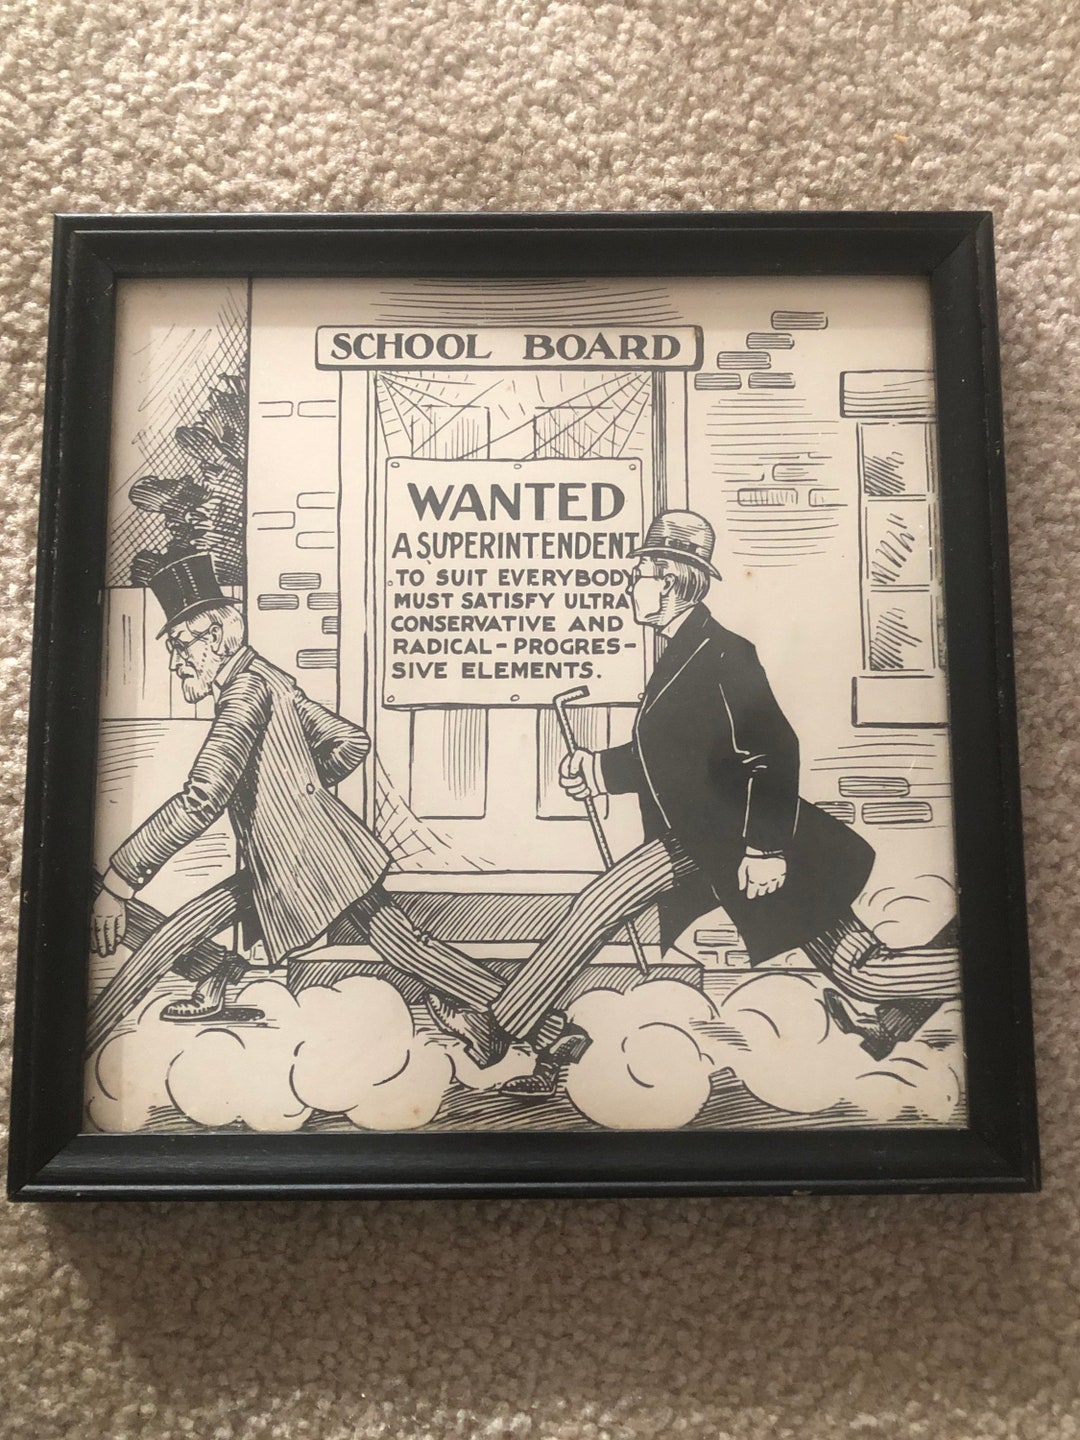 SCHOOL BOARD
WANTED
A SUPERINTENDENT
TO SUIT EVERYBODY
MUST SATISFY ULTRA
CONSERVATIVE AND
RADICAL-PROGRES-
SIVE ELEMENTS.